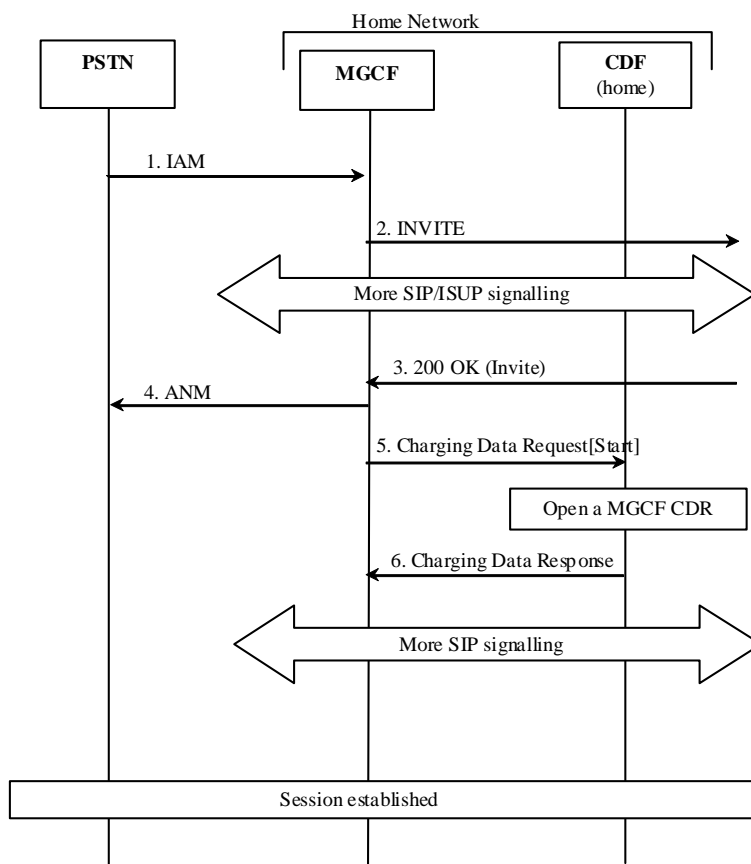 Home Network
PSTN
MGCF
CDF
(home)
1. IAM
2. INVITE
More SIP/ISUP signalling
3. 200 OK (Invite)
4. ANM
5. Charging Data Request[Start]
Open a MGCF CDR
6. Charging Data Response
More SIP signalling
Session established